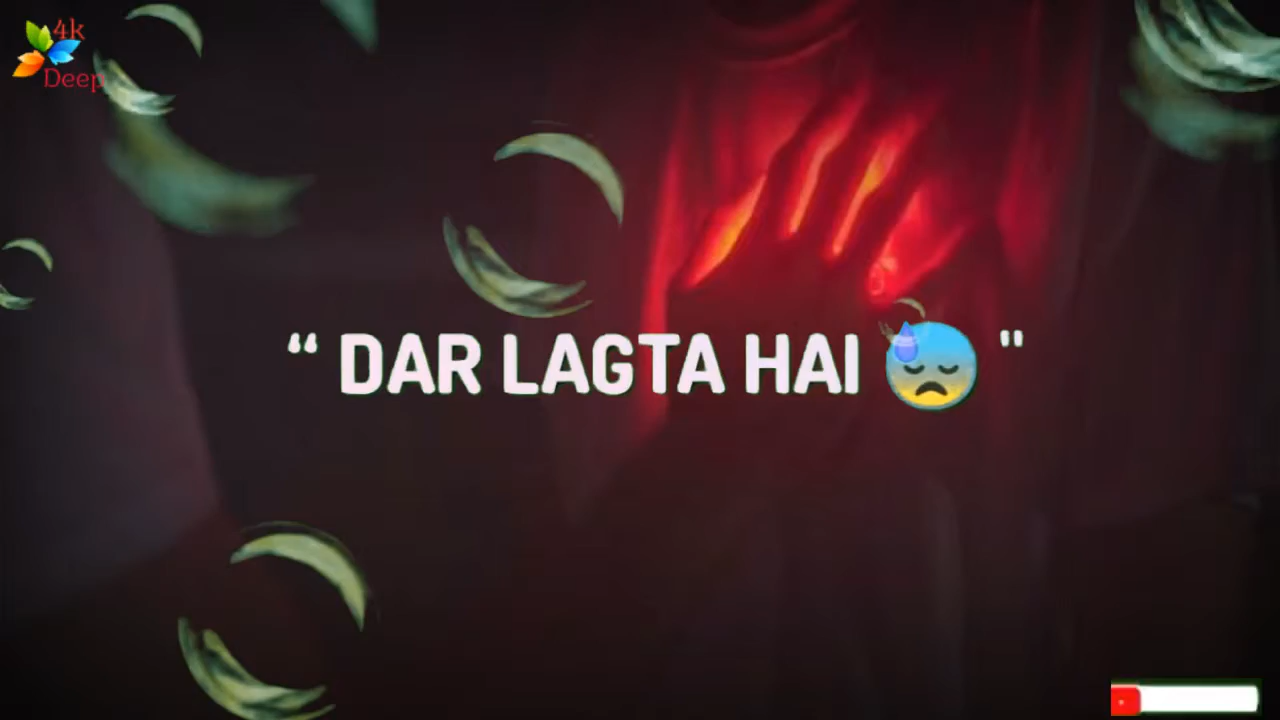 4k
Deep
“ DAR LAGTA HAI 😰 "